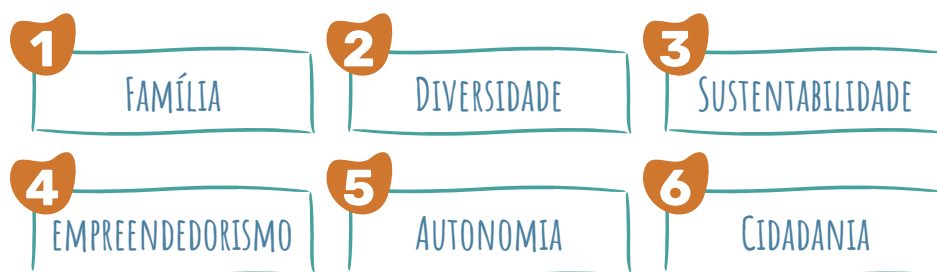 1
Família
2
Diversidade
3
Sustentabilidade
4
empreendedorismo
5
Autonomia
6
Cidadania